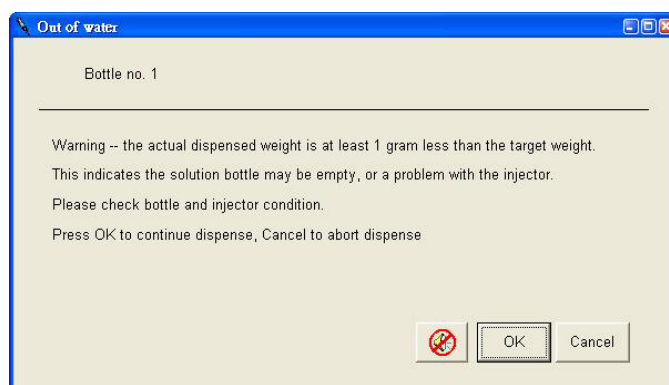 Out of water
Bottle no. 1
Warning -- the actual dispensed weight is at least 1 gram less than the target weight.
This indicates the solution bottle may be empty, or a problem with the injector.
Please check bottle and injector condition.
Press OK to continue dispense, Cancel to abort dispense
OK Cancel